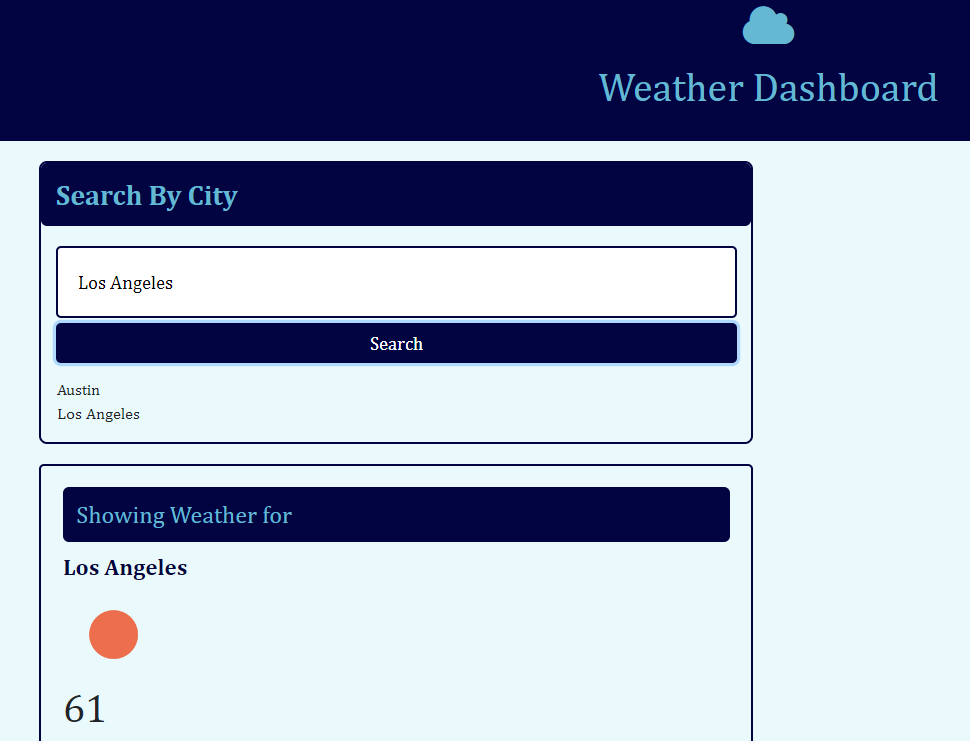 Weather Dashboard
Search By City
Los Angeles
Search
Austin
Los Angeles
Showing Weather for
Los Angeles
61